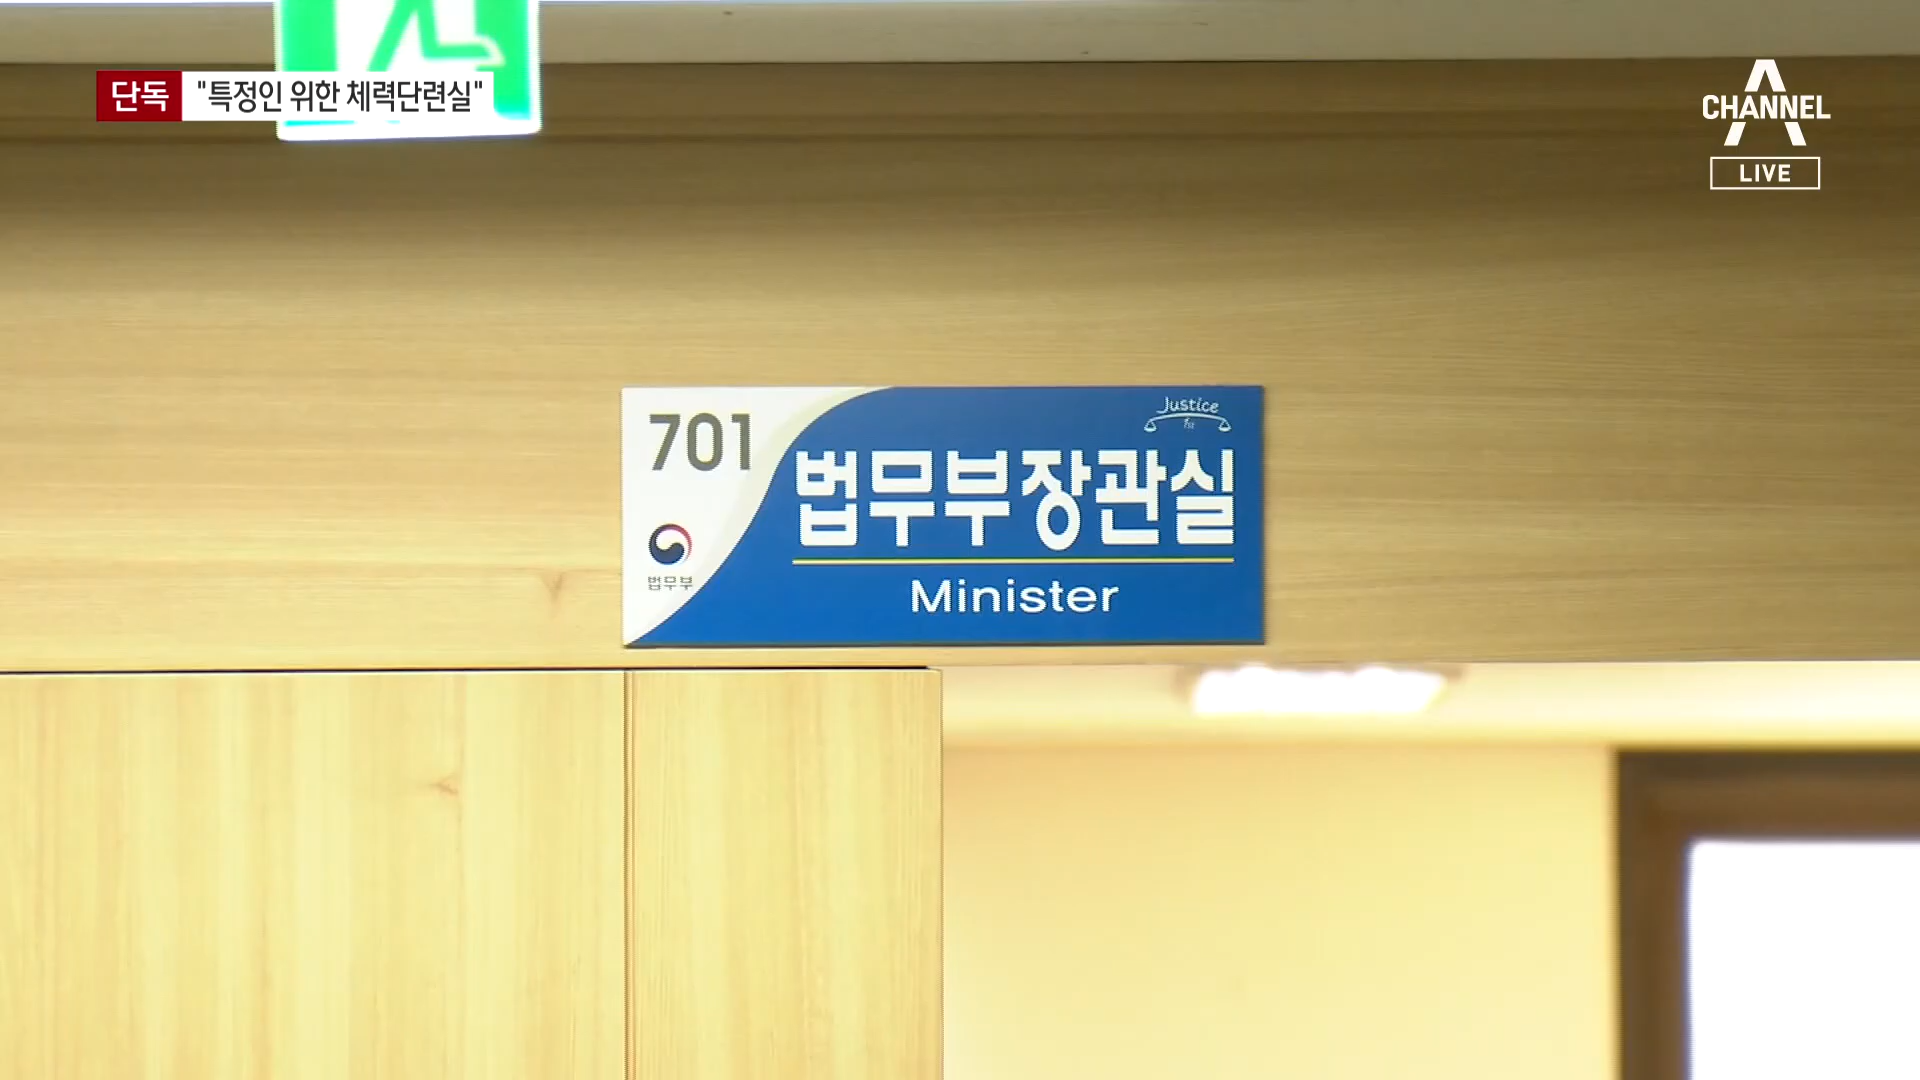 단독 "특정인 위한 체력단련실"
CHANNEL A
LIVE
701
Justice
법무부장관실
법무부
Minister